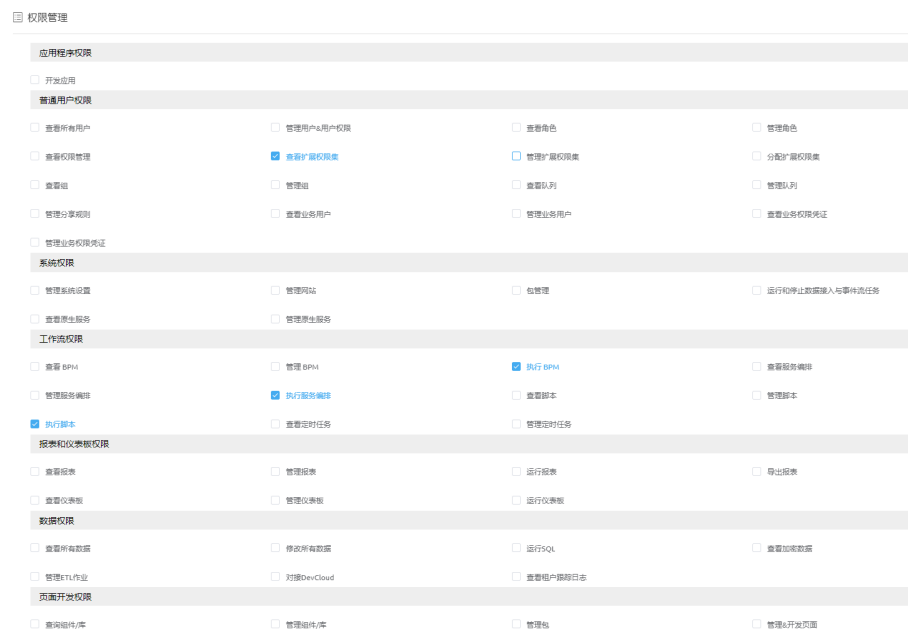 权限管理
应用程序权限
开发应用
普通用户权限
查看所有用户 管理用户&用户权限 查看角色 管理角色
查看权限管理 查看扩展权限集 管理扩展权限集 分配扩展权限集
查看组 管理组 查看队列 管理队列
管理分享规则 查看业务用户 管理业务用户 查看业务权限凭证
管理业务权限凭证
系统权限
管理系统设置 管理网站 包管理 运行和停止数据接入与事件流任务
查看原生服务 管理原生服务
工作流权限
查看 BPM 管理 BPM 执行 BPM 查看服务编排
管理服务编排 执行服务编排 查看脚本 管理脚本
执行脚本 查看定时任务 管理定时任务
报表和仪表板权限
查看报表 管理报表 运行报表 导出报表
查看仪表板 管理仪表板 运行仪表板
数据权限
查看所有数据 修改所有数据 运行SQL 查看加密数据
管理ETL作业 对接DevCloud 查看租户跟踪日志
页面开发权限
查询组件/库 管理组件/库 管理包 管理&开发页面